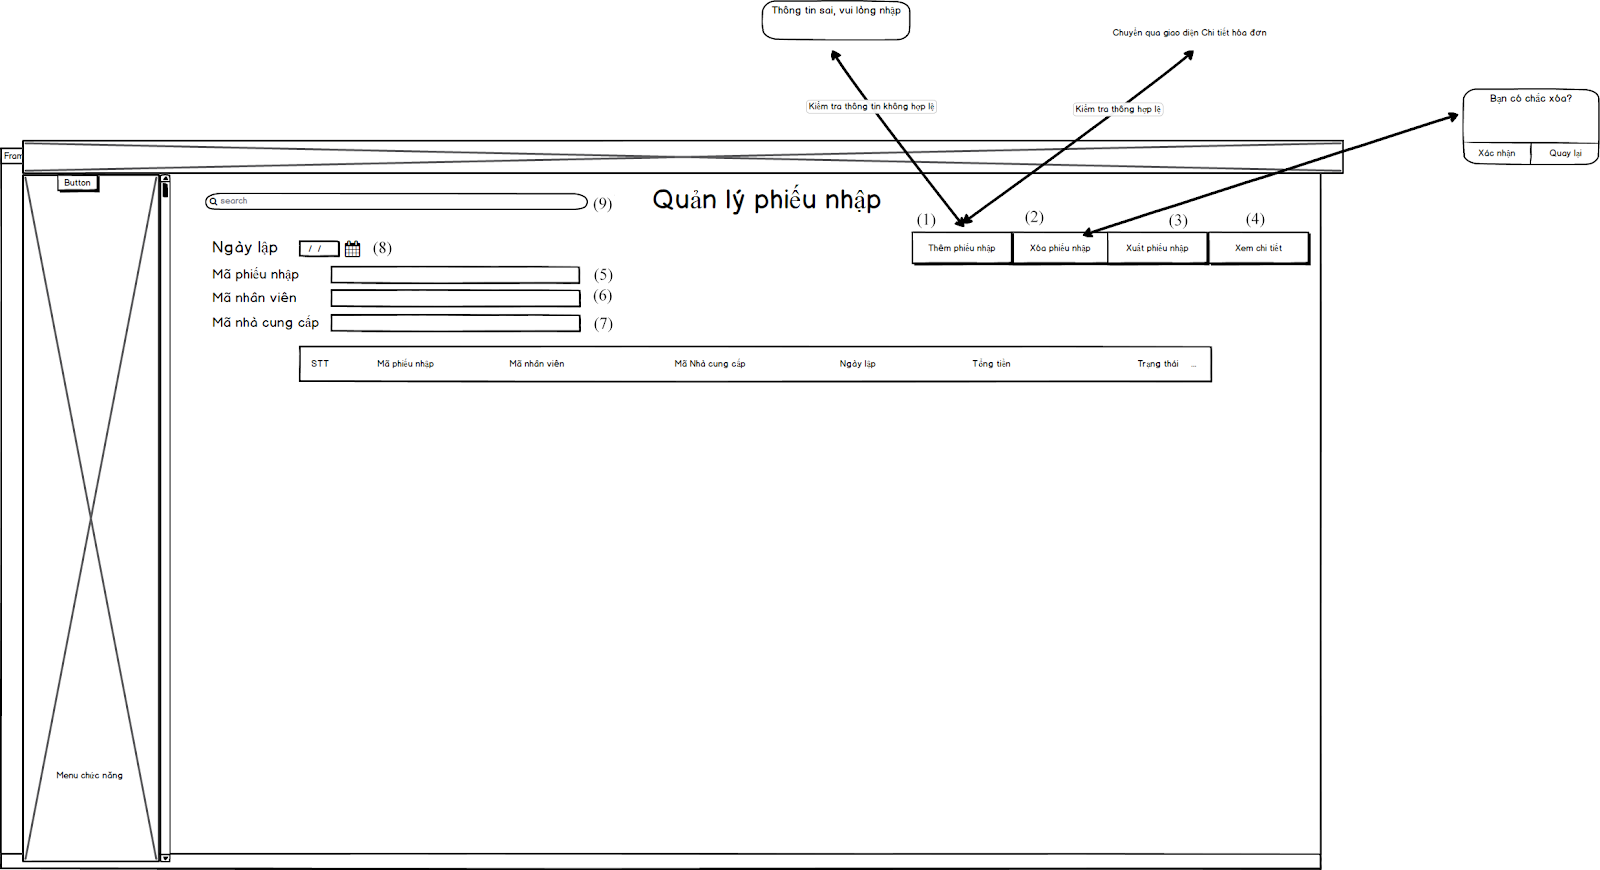 Thông tin sai, vui lòng nhập
Chuyển qua giao diện Chi tiết hóa đơn
Kiểm tra thông tin không hợp lệ
Kiểm tra thông hợp lệ
Bạn có chắc xóa?
Xác nhận
Quay lại
Fram
Button
search
(9)
Quản lý phiếu nhập
(1)
(2)
(3)
(4)
Thêm phiếu nhập
Xóa phiếu nhập
Xuất phiếu nhập
Xem chi tiết
Ngày lập
/ /
(8)
Mã phiếu nhập
(5)
Mã nhân viên
(6)
Mã nhà cung cấp
(7)
STT
Mã phiếu nhập
Mã nhân viên
Mã Nhà cung cấp
Ngày lập
Tổng tiền
Trạng thái
...
Menu chức năng